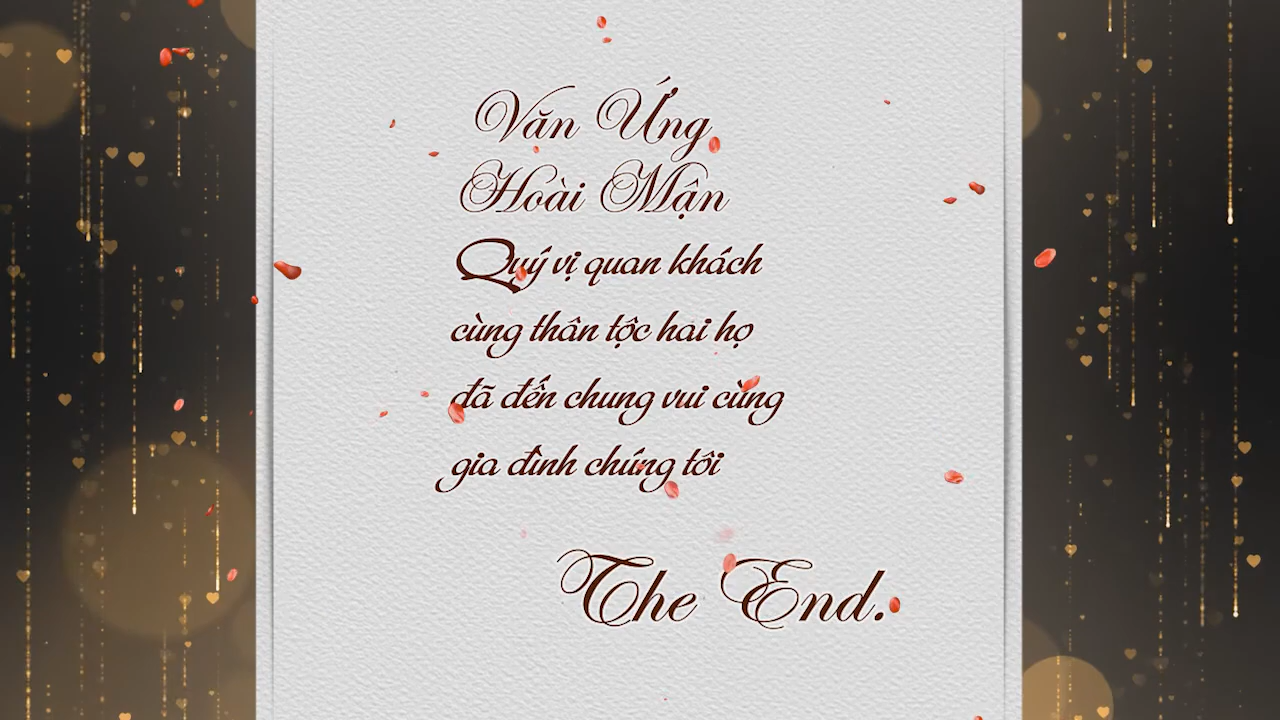 Văn Ứng
Hoài Mận
Quý vị quan khách
cùng thân tộc hai họ
đã đến chung vui cùng
gia đình chúng tôi
The End.